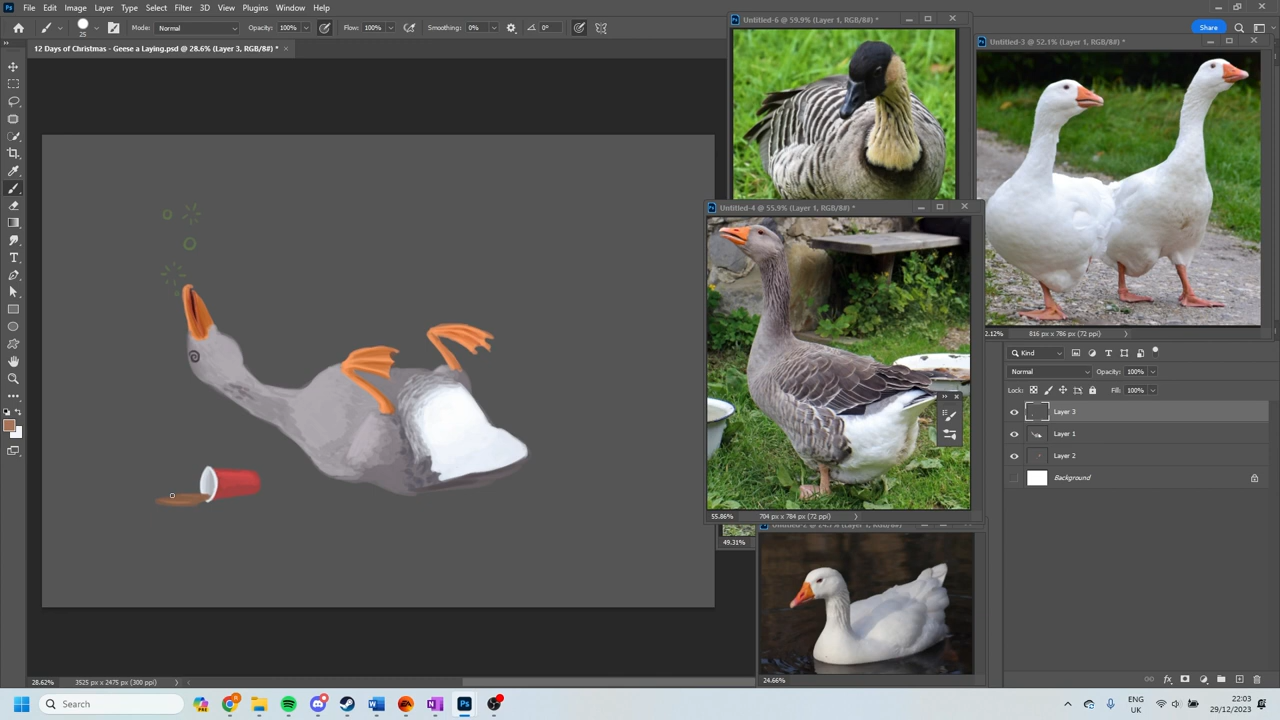 File Edit Image Layer Type Select Filter 3D View Plugins Window Help
Mode: Normal Opacity: 100% Flow: 100% Smoothing: 0% 0°
Share
12 Days of Christmas - Geese a Laying.psd @ 28.6% (Layer 3, RGB/8#) *
Untitled-6 @ 59.9% (Layer 1, RGB/8#) *
Untitled-3 @ 52.1% (Layer 1, RGB/8#) *
Untitled-4 @ 55.9% (Layer 1, RGB/8#) *
2.12% 816 px x 786 px (72 ppi)
Kind
Normal Opacity: 100%
Lock: Fill: 100%
Layer 3
Layer 1
Layer 2
Background
55.86% 704 px x 784 px (72 ppi)
49.31%
24.66%
28.62% 3525 px x 2475 px (300 ppi)
Search
ENG
UK
22:03
29/12/2023